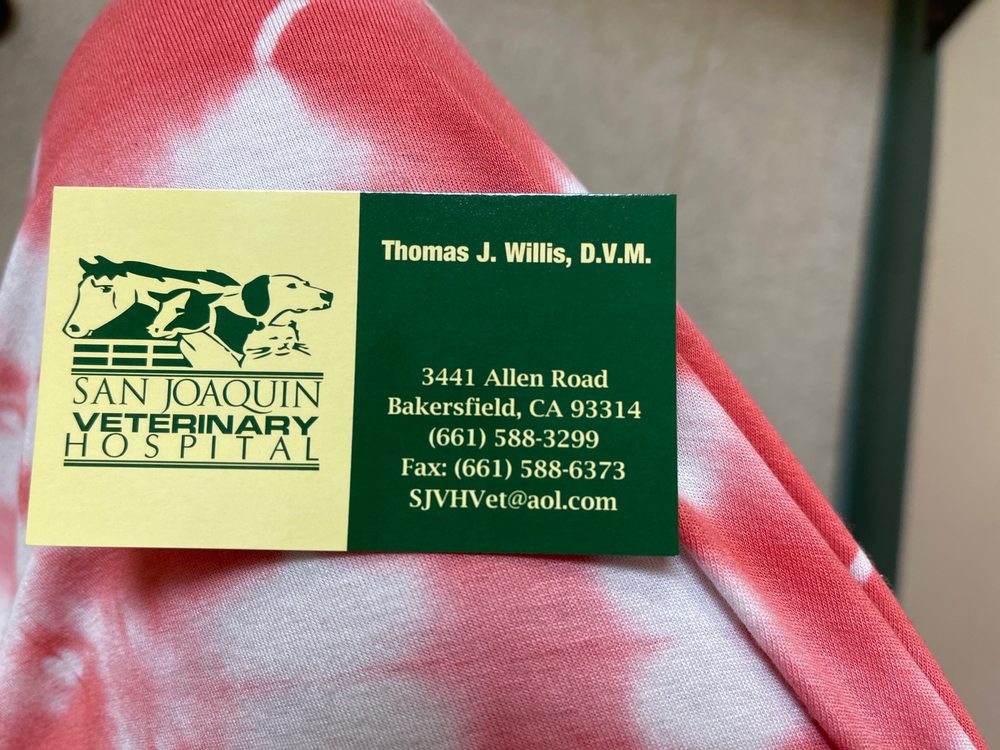 SAN JOAQUIN
VETERINARY
HOSPITAL
Thomas J. Willis, D.V.M.
3441 Allen Road
Bakersfield, CA 93314
(661) 588-3299
Fax: (661) 588-6373
SJVHVet@aol.com